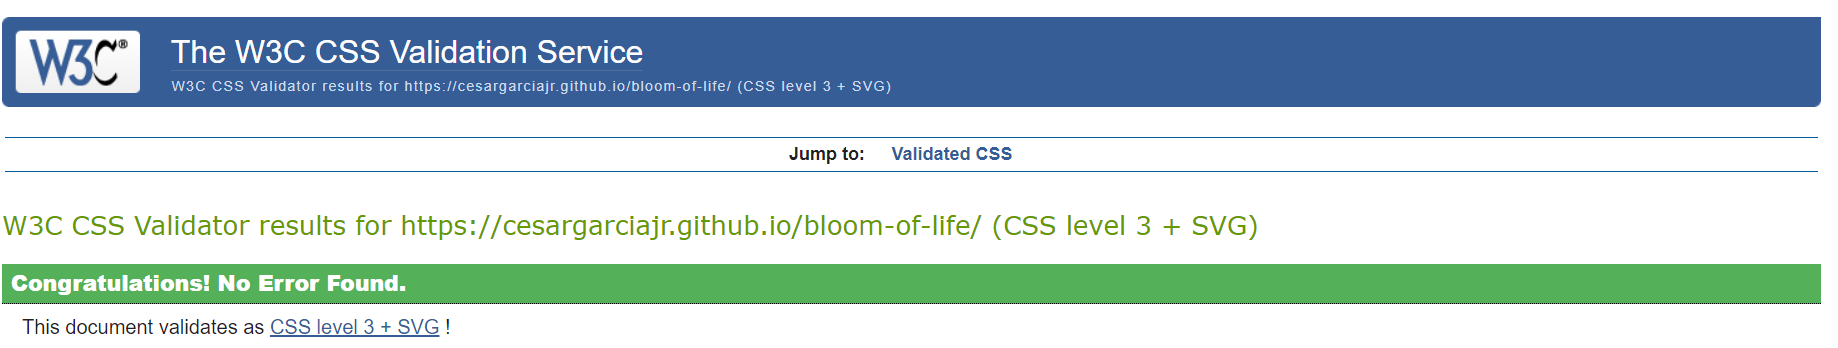 W3C®
The W3C CSS Validation Service
W3C CSS Validator results for https://cesargarciajr.github.io/bloom-of-life/ (CSS level 3 + SVG)
Jump to: Validated CSS
W3C CSS Validator results for https://cesargarciajr.github.io/bloom-of-life/ (CSS level 3 + SVG)
Congratulations! No Error Found.
This document validates as CSS level 3 + SVG !